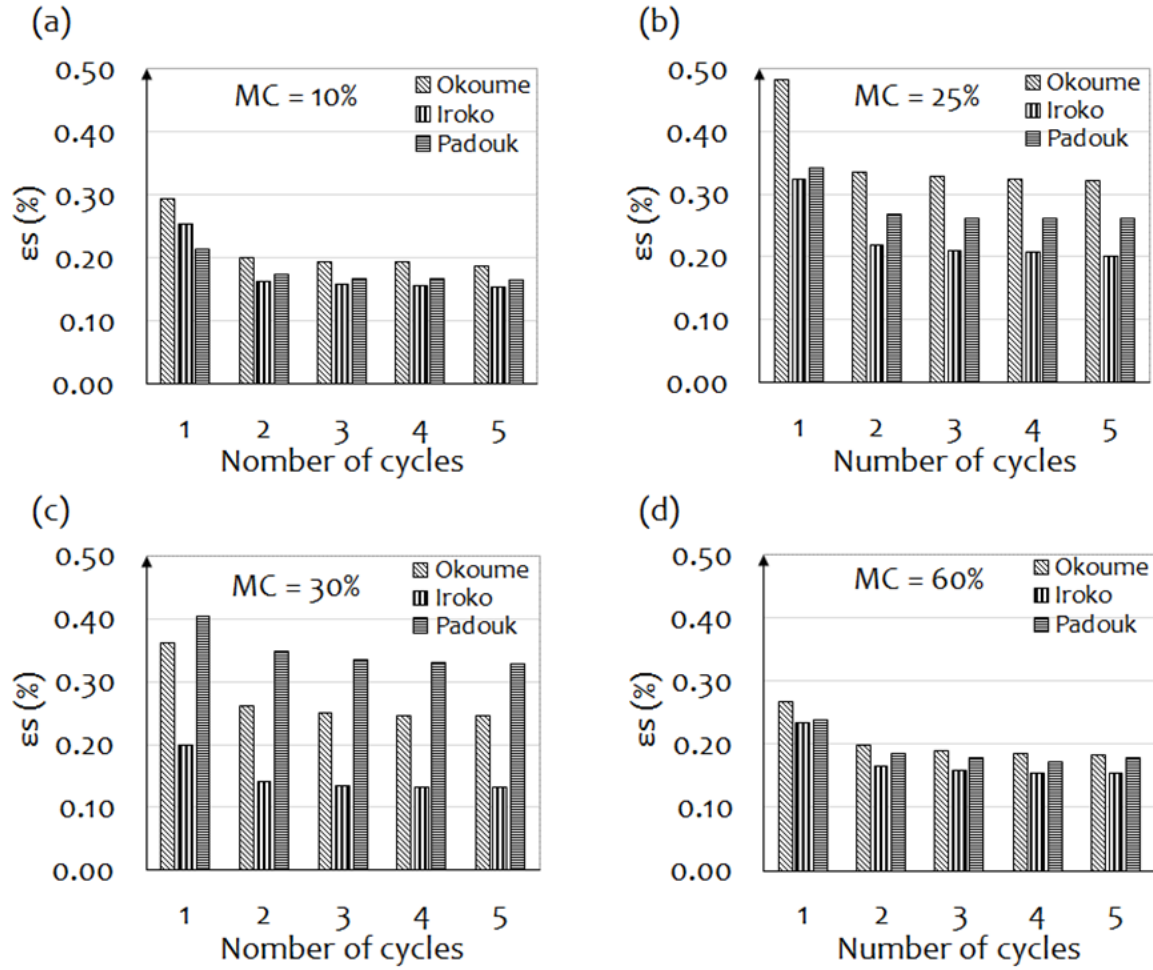 (a)
0.50
0.40
0.30
0.20
0.10
0.00
εs (%)
MC = 10%
Okoume
Iroko
Padouk
1 2 3 4 5
Nomber of cycles
(b)
0.50
0.40
0.30
0.20
0.10
0.00
εs (%)
MC = 25%
Okoume
Iroko
Padouk
1 2 3 4 5
Number of cycles
(c)
0.50
0.40
0.30
0.20
0.10
0.00
εs (%)
MC = 30%
Okoume
Iroko
Padouk
1 2 3 4 5
Nomber of cycles
(d)
0.50
0.40
0.30
0.20
0.10
0.00
εs (%)
MC = 60%
Okoume
Iroko
Padouk
1 2 3 4 5
Number of cycles